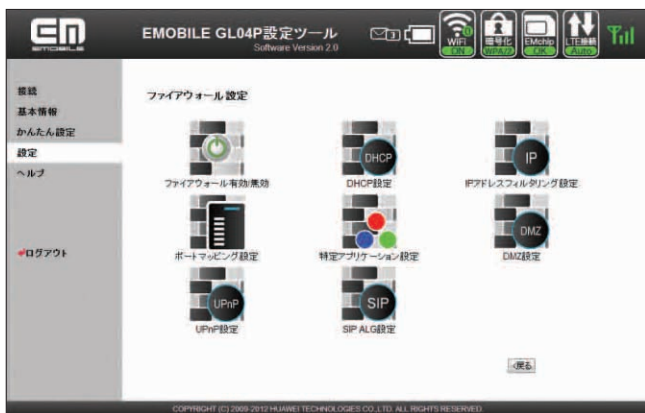 EM
EMOBILE
EMOBILE GL04P設定ツール
Software Version 2.0
3
WiFi
ON
暗号化
WPA/2
EMchip
OK
LTE接続
Auto
接続
基本情報
かんたん設定
設定
ヘルプ
ログアウト
ファイアウォール設定
ファイアウォール有効/無効
DHCP
DHCP設定
IP
IPアドレスフィルタリング設定
ポートマッピング設定
特定アプリケーション設定
DMZ
DMZ設定
UPnP
UPnP設定
SIP
SIP ALG設定
戻る
COPYRIGHT (C) 2009-2012 HUAWEI TECHNOLOGIES CO.,LTD. ALL RIGHTS RESERVED.